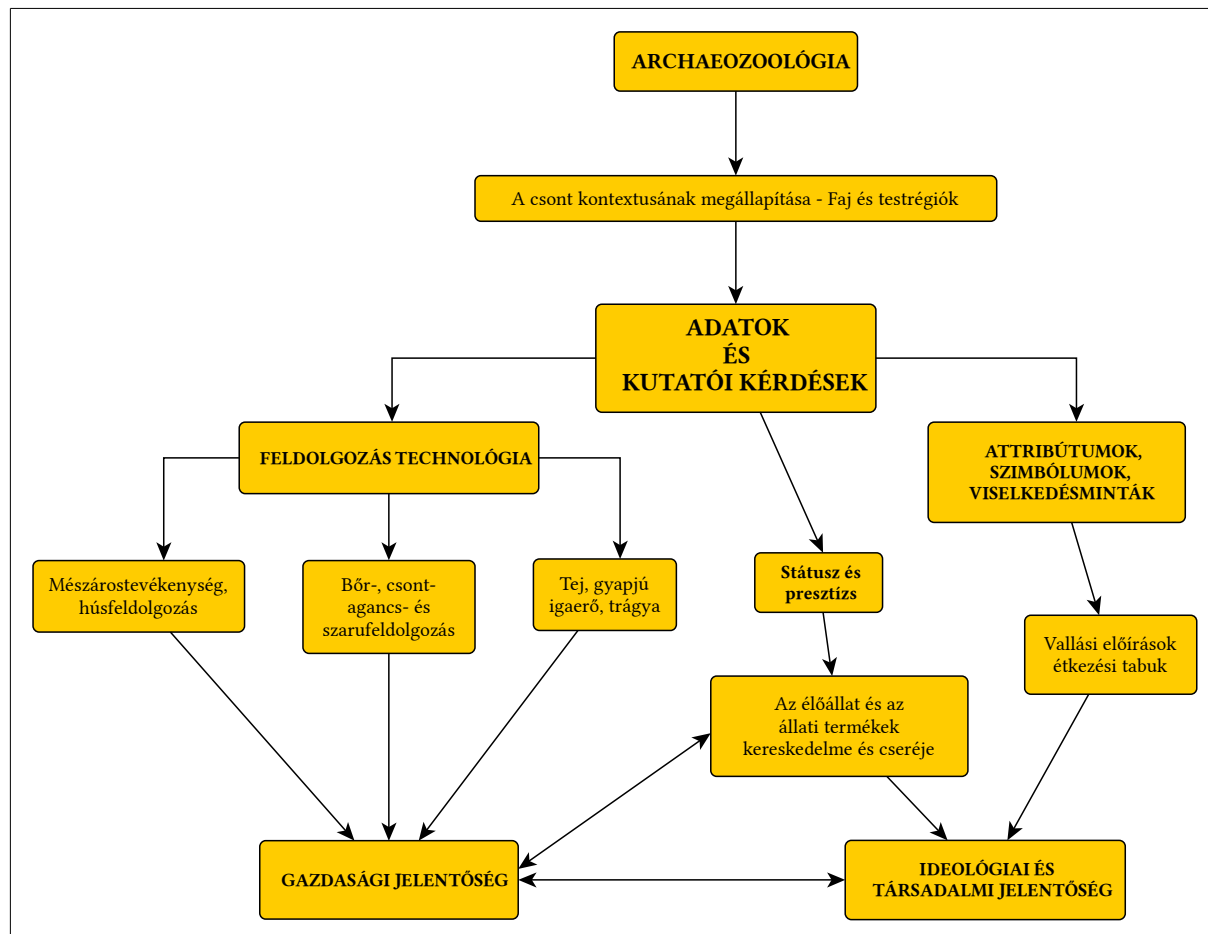 ARCHAEOZOOLÓGIA
A csont kontextusának megállapítása - Faj és testrégiók
ADATOK
ÉS
KUTATÓI KÉRDÉSEK
FELDOLGOZÁS TECHNOLÓGIA
ATTRIBÚTUMOK,
SZIMBÓLUMOK,
VISELKEDÉSMINTÁK
Mészárostevékenység,
húsfeldolgozás
Bőr-, csont-
agancs- és
szarufeldolgozás
Tej, gyapjú
igaerő, trágya
Státusz és
presztízs
Vallási előírások
étkezési tabuk
Az élőállat és az
állati termékek
kereskedelme és cseréje
GAZDASÁGI JELENTŐSÉG
IDEOLÓGIAI ÉS
TÁRSADALMI JELENTŐSÉG